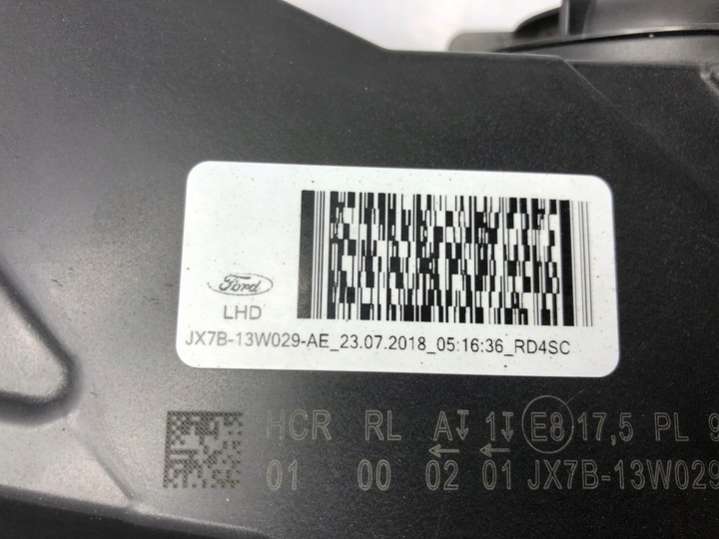 Ford
LHD
JX7B-13W029-AE_23.07.2018_05:16:36_RD4SC
HCR RL A 1 E8 17,5 PL 9
01 00 02 01 JX7B-13W029